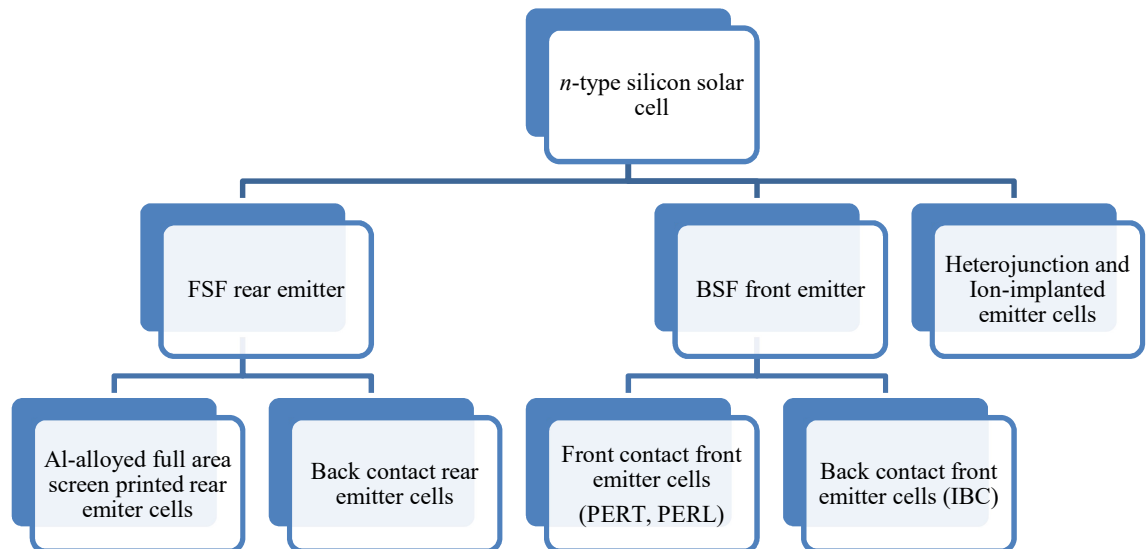 n-type silicon solar
cell
FSF rear emitter
BSF front emitter
Heterojunction and
Ion-implanted
emitter cells
Al-alloyed full area
screen printed rear
emiter cells
Back contact rear
emitter cells
Front contact front
emitter cells
(PERT, PERL)
Back contact front
emitter cells (IBC)